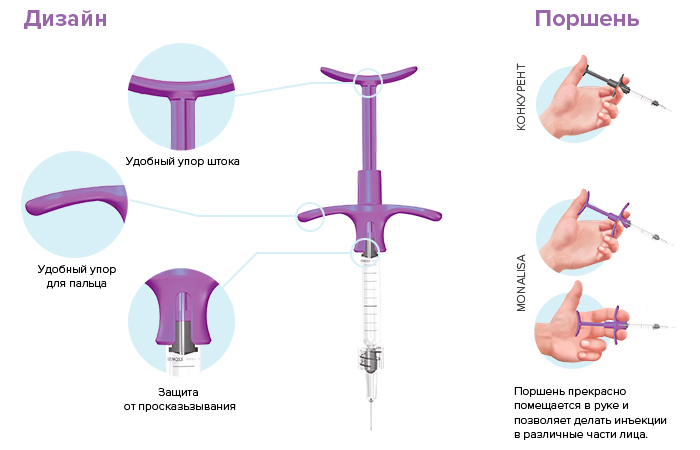 Дизайн
Удобный упор штока
Удобный упор
для пальца
Защита
от просказьзывания
Поршень
КОНКУРЕНТ
MONALISA
Поршень прекрасно
помещается в руке и
позволяет делать инъекции
в различные части лица.